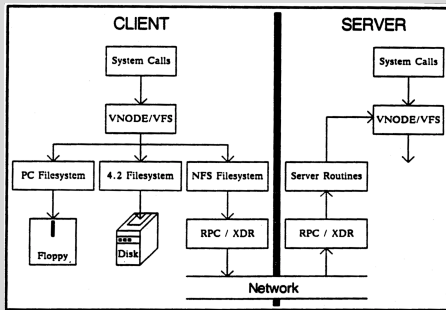 CLIENT
SERVER
System Calls
System Calls
VNODE/VFS
VNODE/VFS
PC Filesystem
4.2 Filesystem
NFS Filesystem
Server Routines
Floppy
Disk
RPC / XDR
RPC / XDR
Network